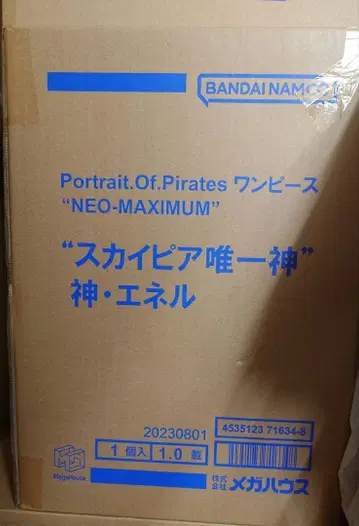 BANDAI NAMCO
Portrait.Of.Pirates ワンピース
“NEO-MAXIMUM”
“スカイピア唯一神”
神・エネル
20230801
4535123 71634-8
1個入 1.0 載
MegaHouse
株式会社 メガハウス